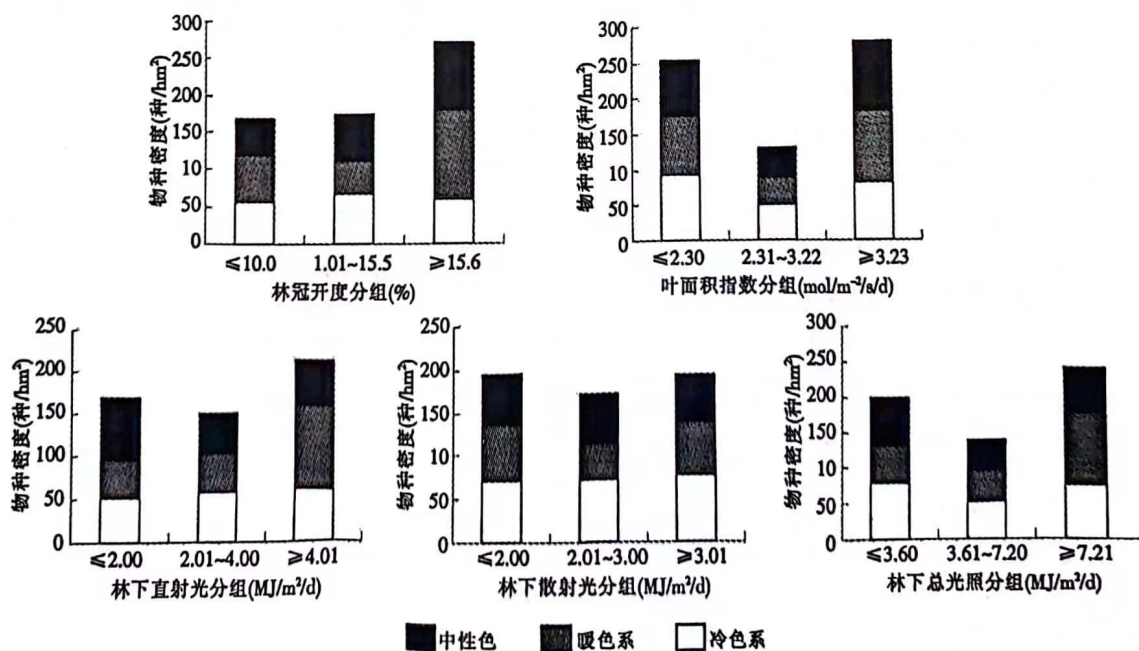 物种密度(种/hm²)
300
250
200
150
10
50
0
≤10.0 1.01~15.5 ≥15.6
林冠开度分组(%)
物种密度(种/hm²)
300
250
200
150
10
50
0
≤2.30 2.31~3.22 ≥3.23
叶面积指数分组(mol/m⁻²/s/d)
物种密度(种/hm²)
250
200
150
100
50
0
≤2.00 2.01~4.00 ≥4.01
林下直射光分组(MJ/m²/d)
物种密度(种/hm²)
250
200
150
10
50
0
≤2.00 2.01~3.00 ≥3.01
林下散射光分组(MJ/m²/d)
物种密度(种/hm²)
300
250
200
150
10
50
0
≤3.60 3.61~7.20 ≥7.21
林下总光照分组(MJ/m²/d)
中性色 暖色系 冷色系